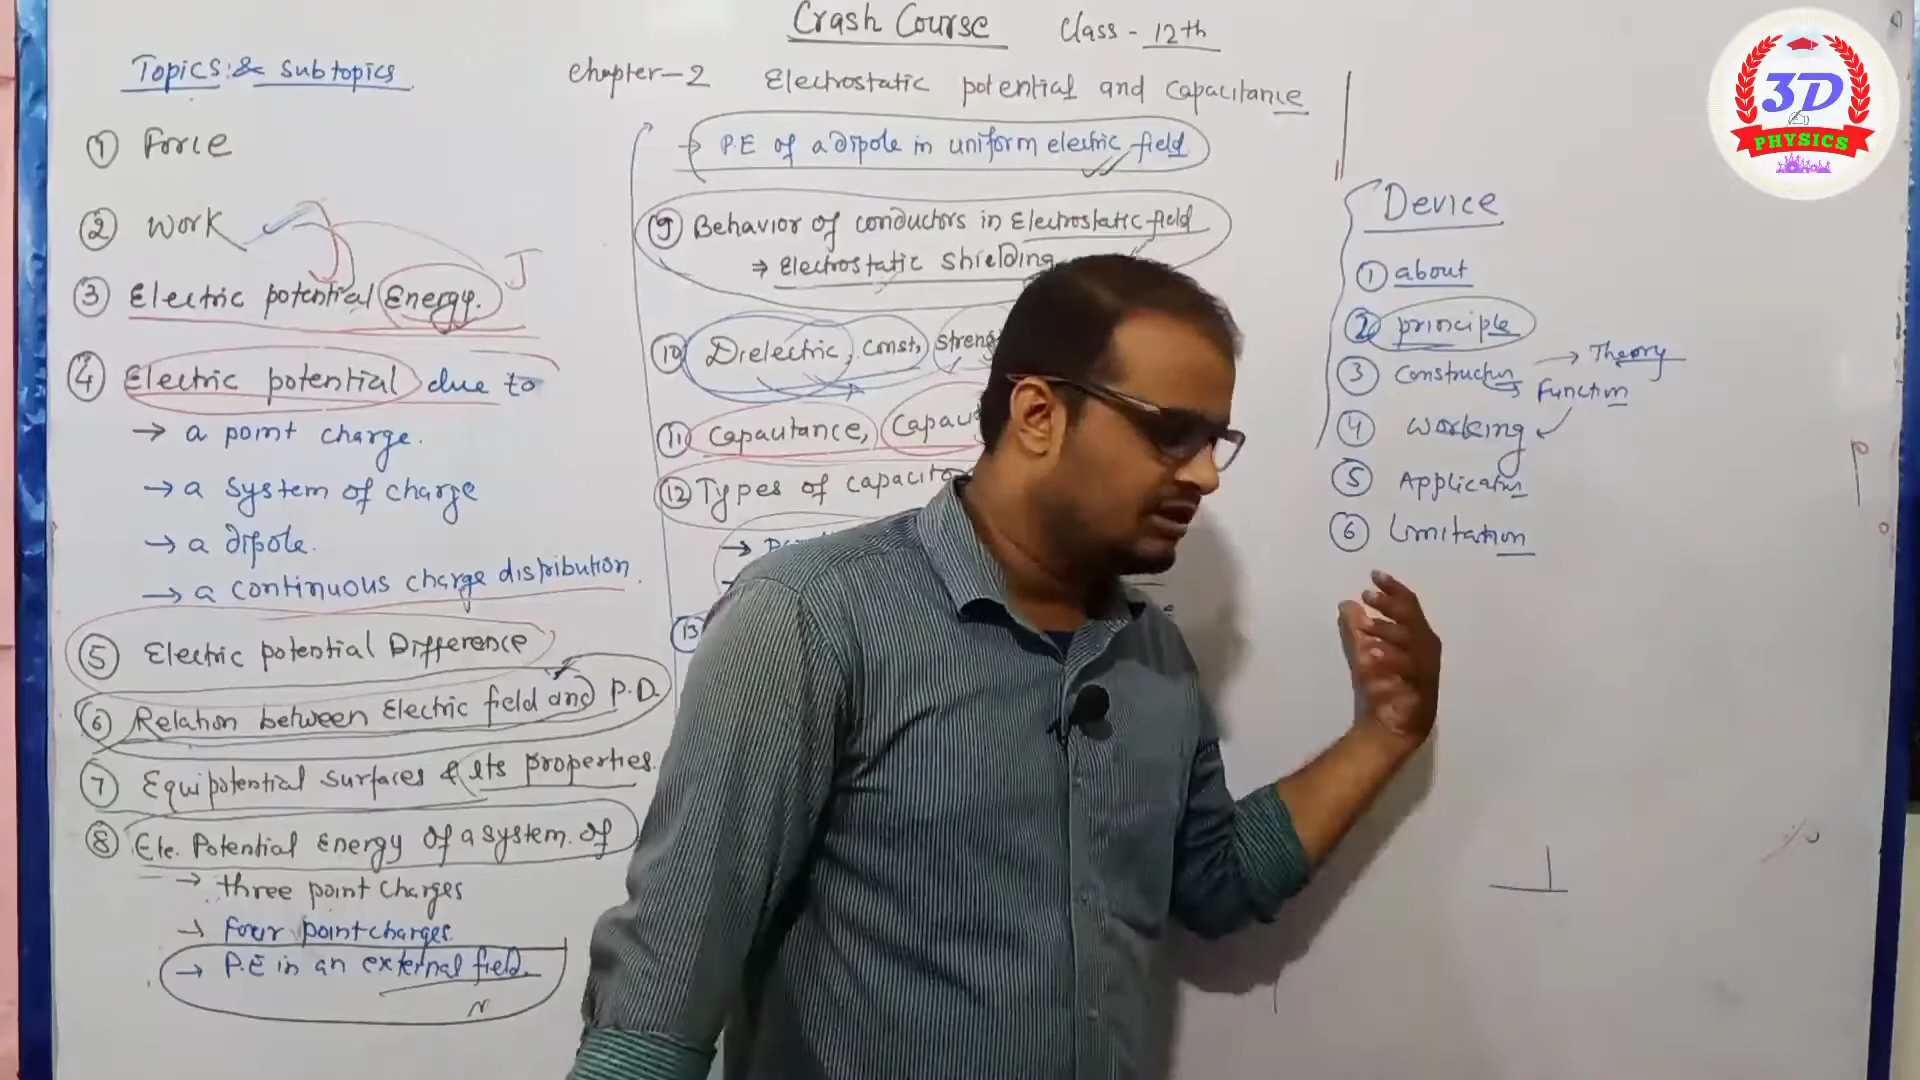 Crash Course Class - 12th
Topics & Subtopics
Chapter-2 Electrostatic potential and Capacitance
① Force
② Work
③ Electric potential Energy. J
④ Electric potential due to
→ a point charge.
→ a system of charge
→ a dipole.
→ a continuous charge distribution
⑤ Electric potential Difference
⑥ Relation between Electric field and P.D.
⑦ Equipotential surfaces & its properties.
⑧ Ele. Potential Energy of a system of
→ three point charges
→ four point charges
→ P.E in an external field.
→ P.E of a dipole in uniform electric field
⑨ Behavior of conductors in Electrostatic field
⇒ Electrostatic Shielding
⑩ Dielectric, const,
⑪ Capacitance,
⑫ Types of
⑬
Device
① about
② principle
③ Construction → Theory
Function
④ Working
⑤ Application
⑥ Limitation
3D
PHYSICS